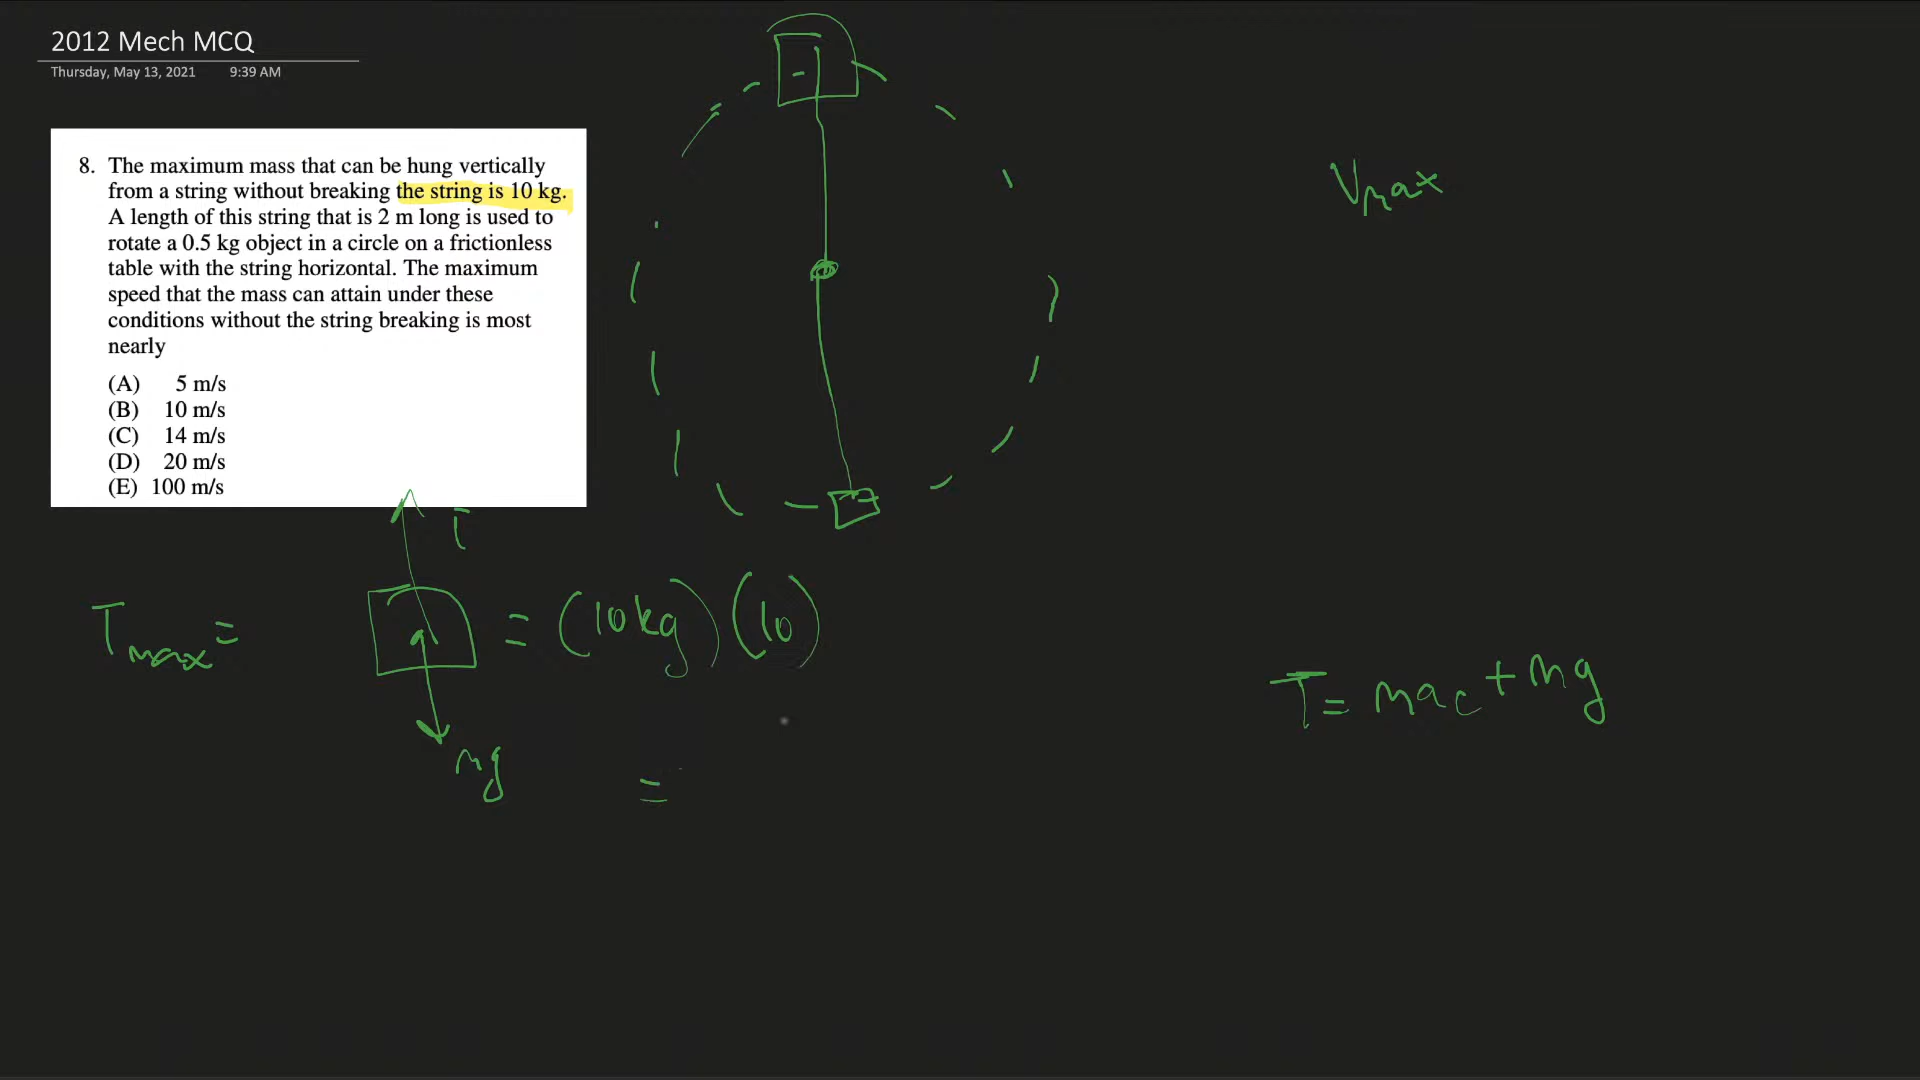 2012 Mech MCQ
Thursday, May 13, 2021 9:39 AM
8. The maximum mass that can be hung vertically
from a string without breaking the string is 10 kg.
A length of this string that is 2 m long is used to
rotate a 0.5 kg object in a circle on a frictionless
table with the string horizontal. The maximum
speed that the mass can attain under these
conditions without the string breaking is most
nearly
(A) 5 m/s
(B) 10 m/s
(C) 14 m/s
(D) 20 m/s
(E) 100 m/s
Vmax
T
Tmax = = (10kg) (10)
mg
=
T = mac + mg